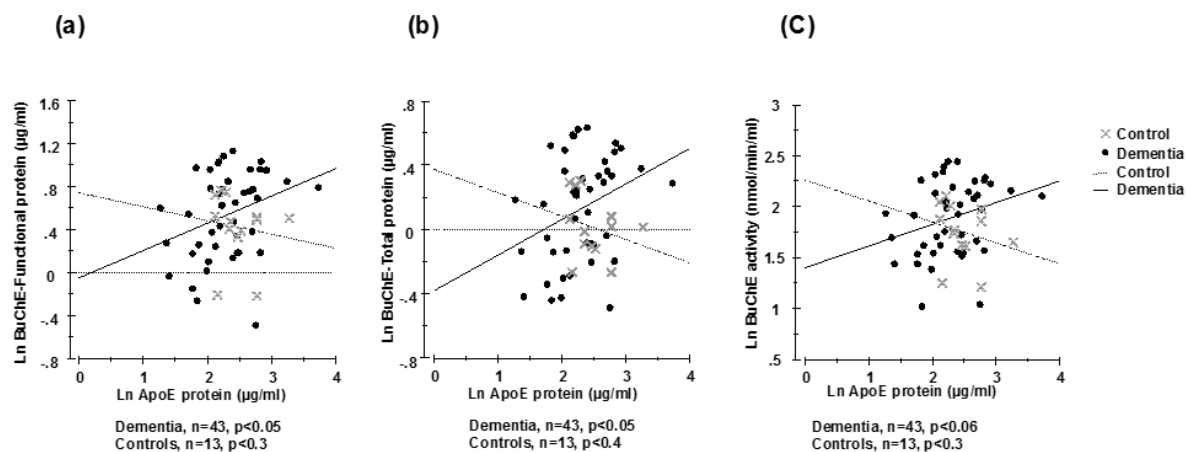 (a)
Ln BuChE-Functional protein (µg/ml)
1.6
1.2
.8
.4
0
-.4
-.8
0 1 2 3 4
Ln ApoE protein (µg/ml)
Dementia, n=43, p<0.05
Controls, n=13, p<0.3
(b)
Ln BuChE-Total protein (µg/ml)
.8
.4
0
-.4
-.8
0 1 2 3 4
Ln ApoE protein (µg/ml)
Dementia, n=43, p<0.05
Controls, n=13, p<0.4
(C)
Ln BuChE activity (nmol/min/ml)
3
2.5
2
1.5
1
.5
0 1 2 3 4
Ln ApoE protein (µg/ml)
Dementia, n=43, p<0.06
Controls, n=13, p<0.3
Control
Dementia
Control
Dementia